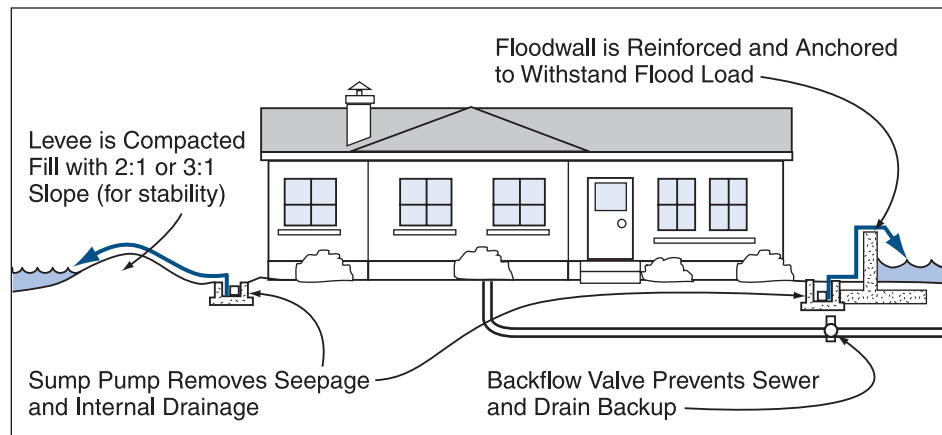 Floodwall is Reinforced and Anchored
to Withstand Flood Load
Levee is Compacted
Fill with 2:1 or 3:1
Slope (for stability)
Sump Pump Removes Seepage
and Internal Drainage
Backflow Valve Prevents Sewer
and Drain Backup